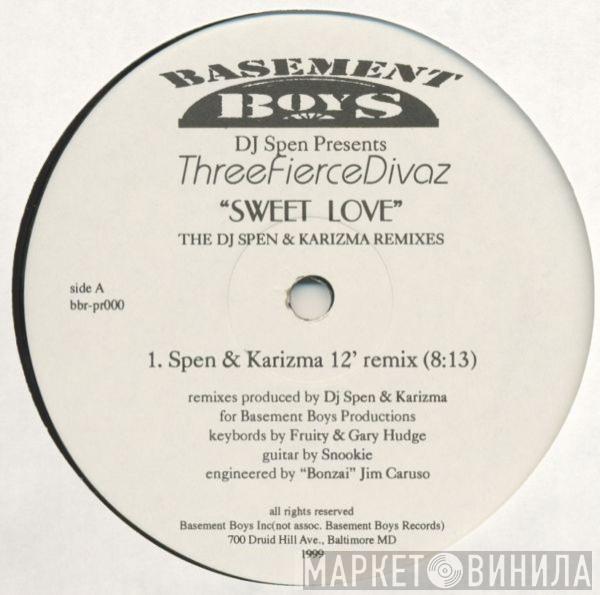 BASEMENT
BOYS
DJ Spen Presents
ThreeFierceDivaz
“SWEET LOVE”
THE DJ SPEN & KARIZMA REMIXES
side A
bbr-pr000
1. Spen & Karizma 12’ remix (8:13)
remixes produced by Dj Spen & Karizma
for Basement Boys Productions
keybords by Fruity & Gary Hudge
guitar by Snookie
engineered by “Bonzai” Jim Caruso
all rights reserved
Basement Boys Inc(not assoc. Basement Boys Records)
700 Druid Hill Ave., Baltimore MD
1999
МАРКЕТ ВИНИЛА